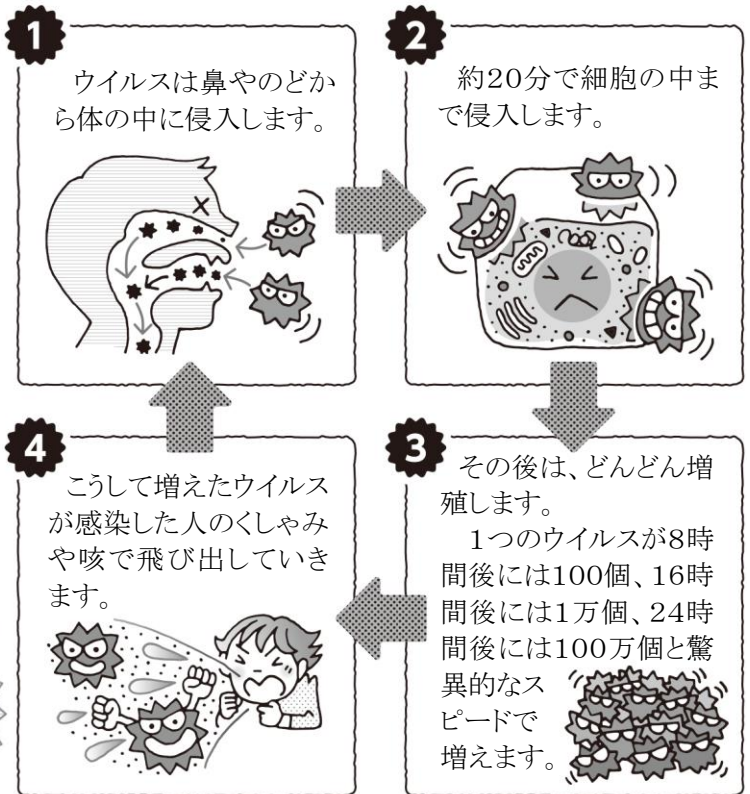 1
ウイルスは鼻やのどか
ら体の中に侵入します。
2
約20分で細胞の中ま
で侵入します。
3
その後は、どんどん増
殖します。
1つのウイルスが8時
間後には100個、16時
間後には1万個、24時
間後には100万個と驚
異的なス
ピードで
増えます。
4
こうして増えたウイルス
が感染した人のくしゃみ
や咳で飛び出していき
ます。